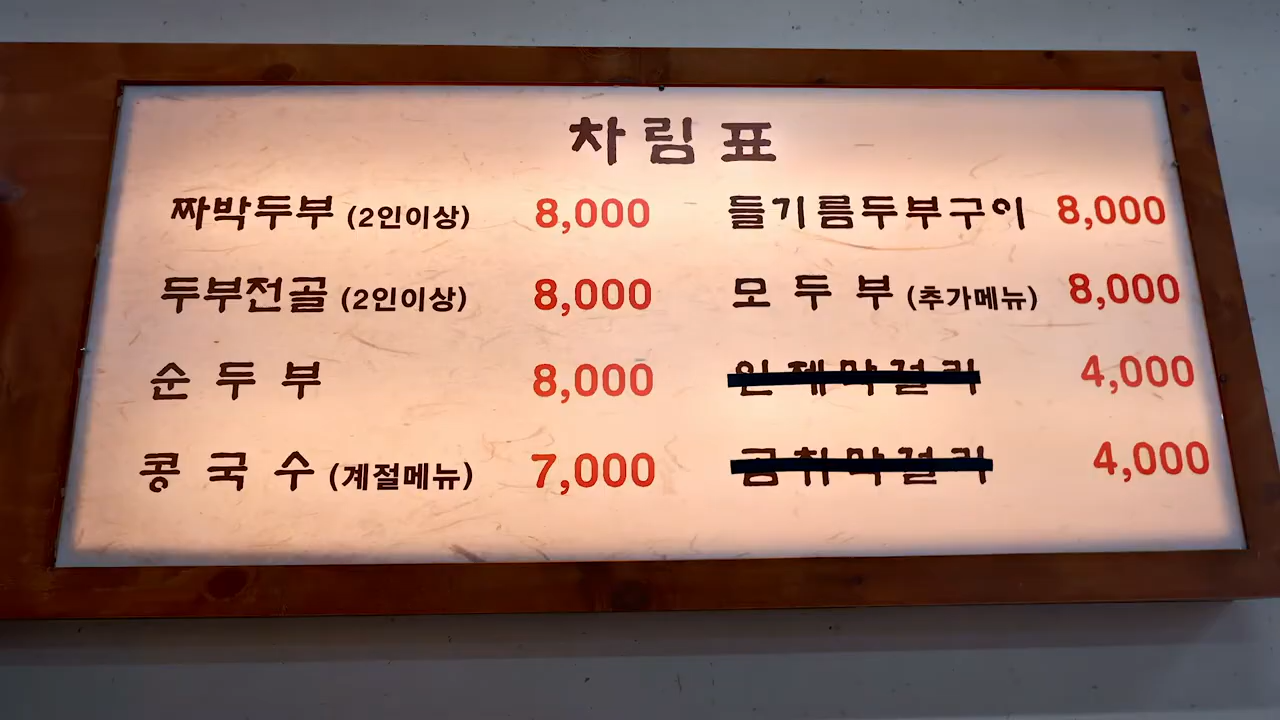 차림표
짜박두부 (2인이상) 8,000
두부전골 (2인이상) 8,000
순두부 8,000
콩국수 (계절메뉴) 7,000
들기름두부구이 8,000
모두부 (추가메뉴) 8,000
인제막걸리 4,000
곰취막걸리 4,000